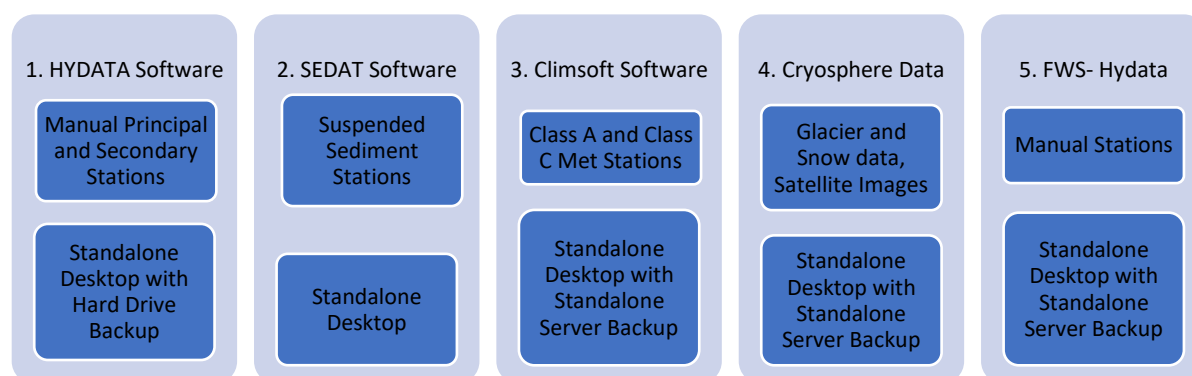 1. HYDATA Software
Manual Principal
and Secondary
Stations
Standalone
Desktop with
Hard Drive
Backup
2. SEDAT Software
Suspended
Sediment
Stations
Standalone
Desktop
3. Climsoft Software
Class A and Class
C Met Stations
Standalone
Desktop with
Standalone
Server Backup
4. Cryosphere Data
Glacier and
Snow data,
Satellite Images
Standalone
Desktop with
Standalone
Server Backup
5. FWS- Hydata
Manual Stations
Standalone
Desktop with
Standalone
Server Backup